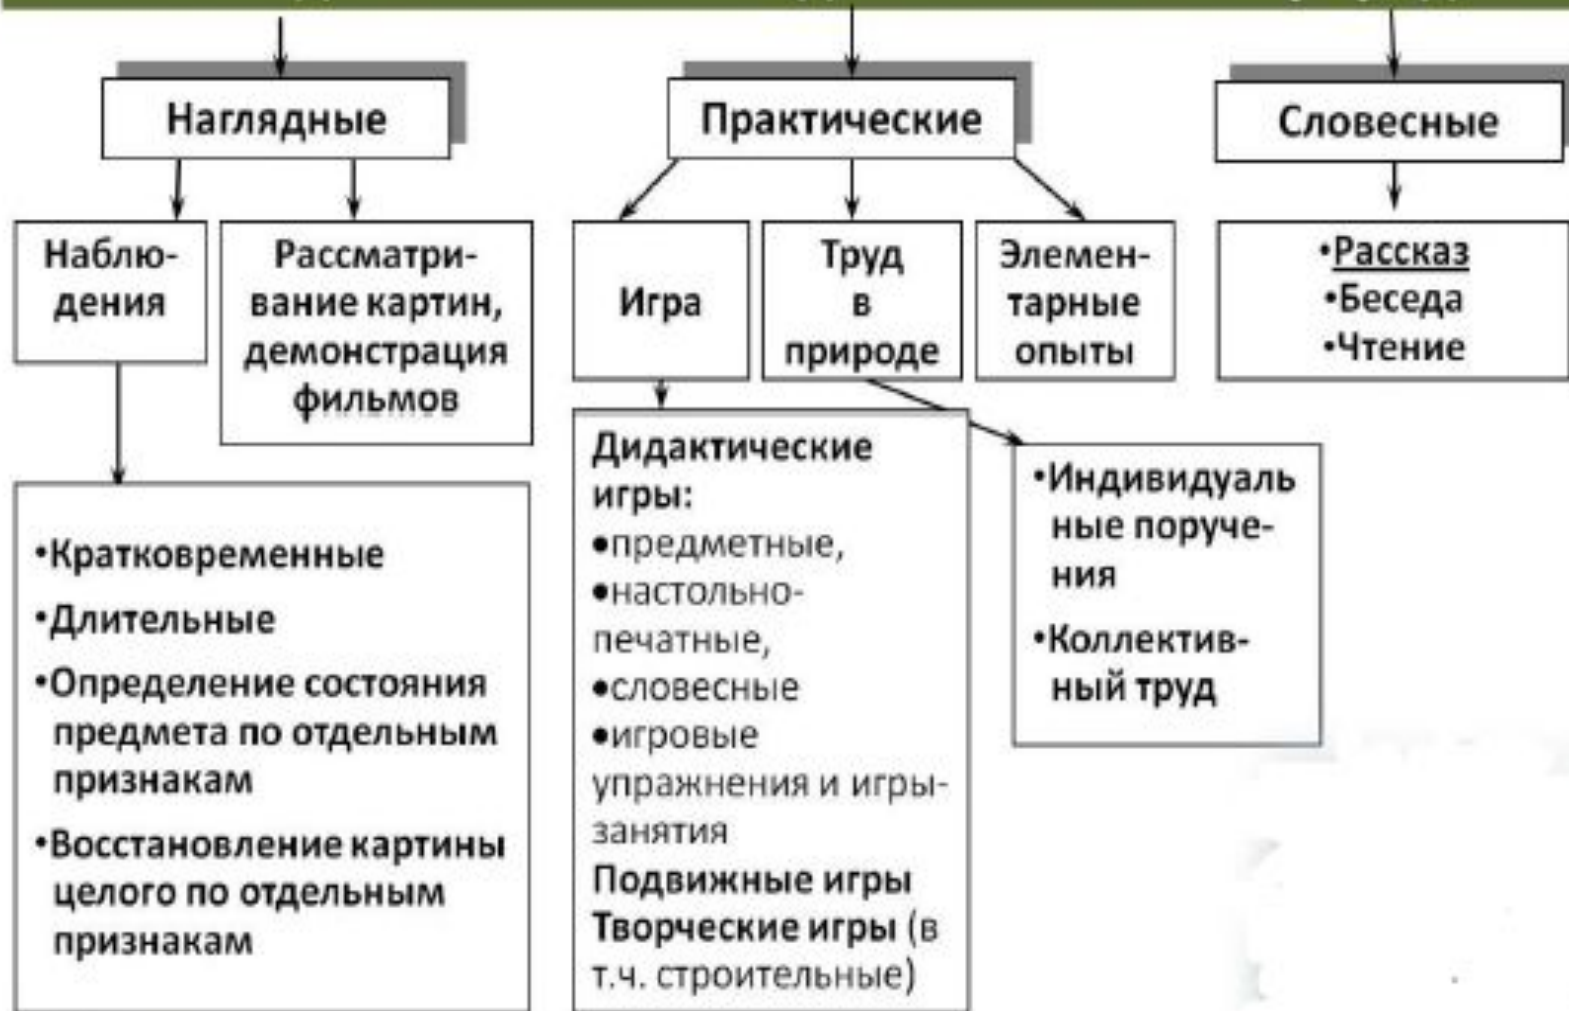 Наглядные
Практические
Словесные
Наблю-
дения
Рассматри-
вание картин,
демонстрация
фильмов
Игра
Труд
в
природе
Элемен-
тарные
опыты
•Рассказ
•Беседа
•Чтение
•Кратковременные
•Длительные
•Определение состояния
предмета по отдельным
признакам
•Восстановление картины
целого по отдельным
признакам
Дидактические
игры:
•предметные,
•настольно-
печатные,
•словесные
•игровые
упражнения и игры-
занятия
Подвижные игры
Творческие игры (в
т.ч. строительные)
•Индивидуаль
ные поруче-
ния
•Коллектив-
ный труд